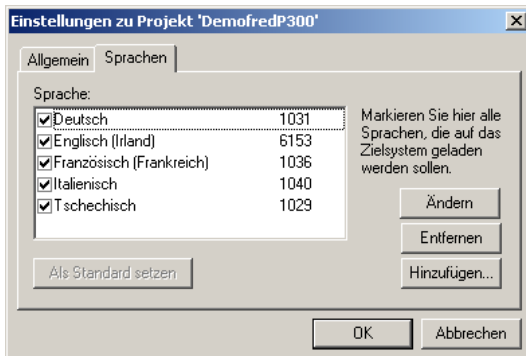 Einstellungen zu Projekt 'DemofredP300'
Allgemein Sprachen
Sprache:
Deutsch 1031
Englisch (Irland) 6153
Französisch (Frankreich) 1036
Italienisch 1040
Tschechisch 1029
Markieren Sie hier alle
Sprachen, die auf das
Zielsystem geladen
werden sollen.
Ändern
Entfernen
Als Standard setzen Hinzufügen...
OK Abbrechen